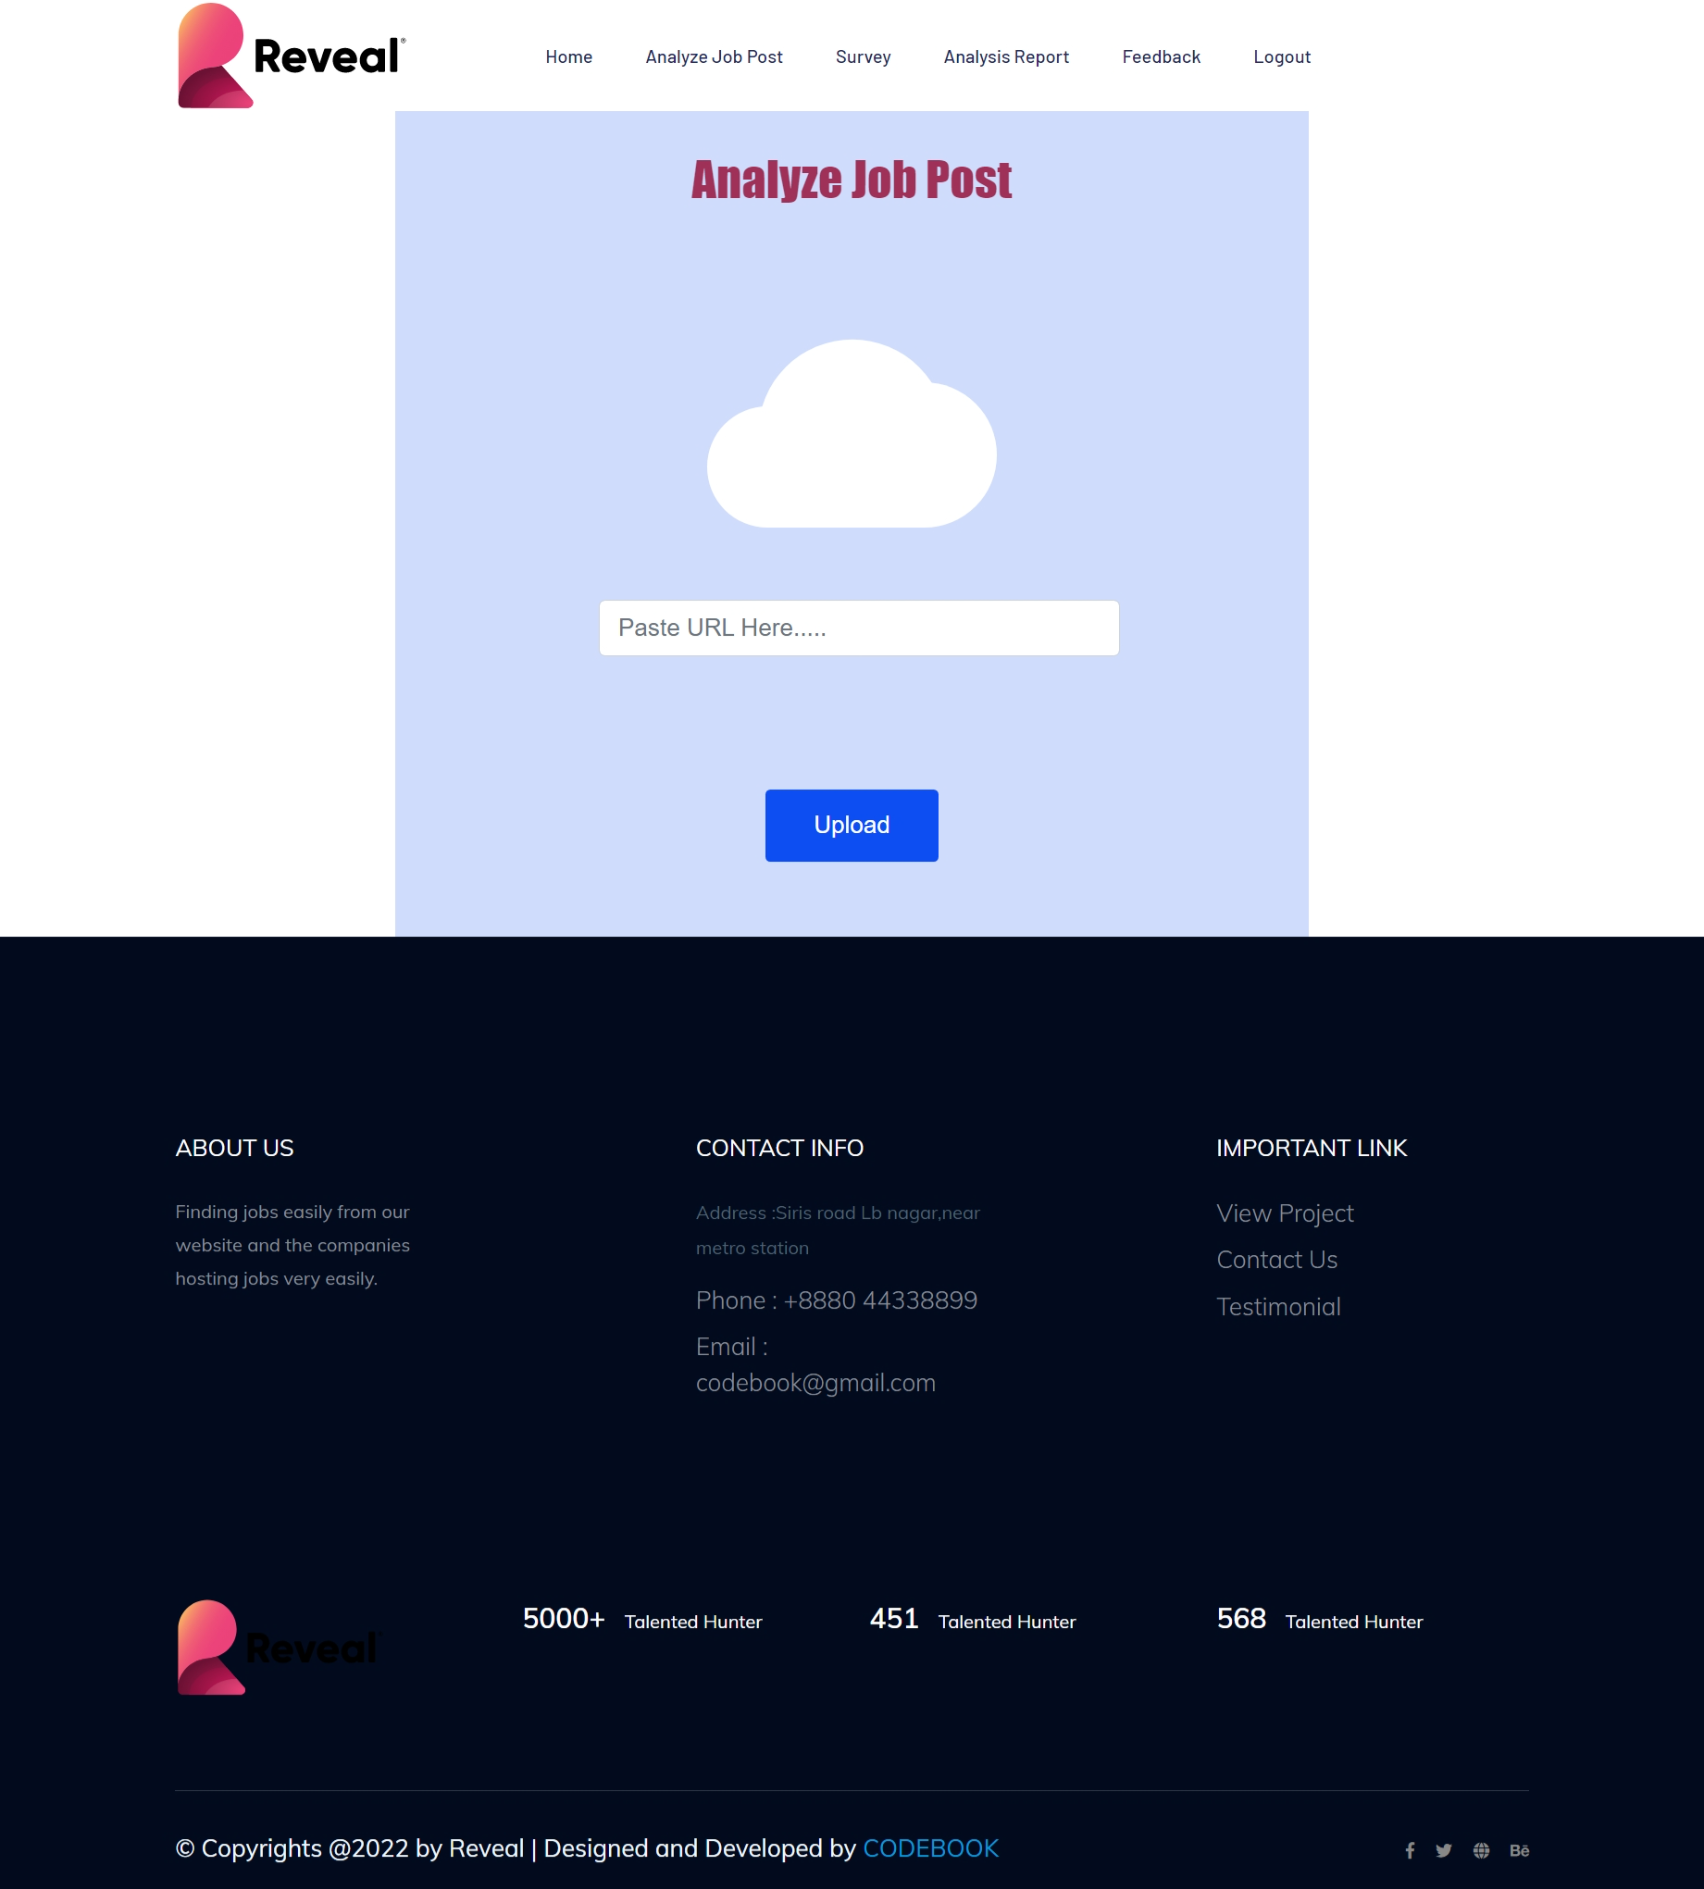 Reveal®
Home
Analyze Job Post
Survey
Analysis Report
Feedback
Logout
Analyze Job Post
Paste URL Here.....
Upload
ABOUT US
Finding jobs easily from our
website and the companies
hosting jobs very easily.
CONTACT INFO
Address :Siris road Lb nagar,near
metro station
Phone : +8880 44338899
Email :
codebook@gmail.com
IMPORTANT LINK
View Project
Contact Us
Testimonial
Reveal
5000+ Talented Hunter
451 Talented Hunter
568 Talented Hunter
© Copyrights @2022 by Reveal | Designed and Developed by CODEBOOK
Bē